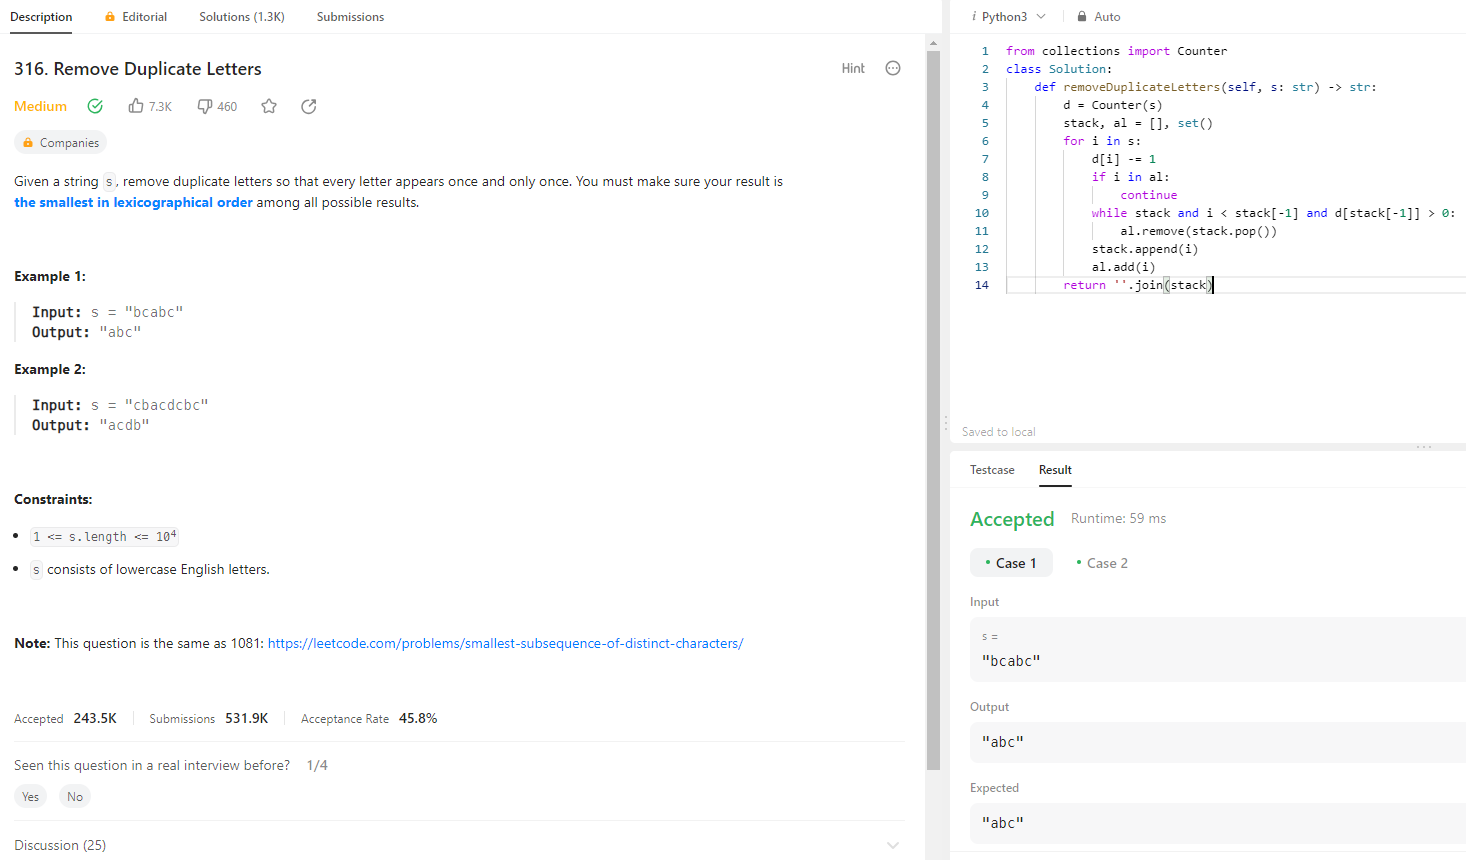 Description Editorial Solutions (1.3K) Submissions
316. Remove Duplicate Letters Hint
Medium 7.3K 460
Companies
Given a string s, remove duplicate letters so that every letter appears once and only once. You must make sure your result is
the smallest in lexicographical order among all possible results.
Example 1:
Input: s = "bcabc"
Output: "abc"
Example 2:
Input: s = "cbacdcbc"
Output: "acdb"
Constraints:
• 1 <= s.length <= 10⁴
• s consists of lowercase English letters.
Note: This question is the same as 1081: https://leetcode.com/problems/smallest-subsequence-of-distinct-characters/
Accepted 243.5K Submissions 531.9K Acceptance Rate 45.8%
Seen this question in a real interview before? 1/4
Yes No
Discussion (25)
i Python3 Auto
1 from collections import Counter
2 class Solution:
3     def removeDuplicateLetters(self, s: str) -> str:
4         d = Counter(s)
5         stack, al = [], set()
6         for i in s:
7             d[i] -= 1
8             if i in al:
9                 continue
10             while stack and i < stack[-1] and d[stack[-1]] > 0:
11                 al.remove(stack.pop())
12             stack.append(i)
13             al.add(i)
14         return ''.join(stack)
Saved to local
Testcase Result
Accepted Runtime: 59 ms
• Case 1 • Case 2
Input
s =
"bcabc"
Output
"abc"
Expected
"abc"